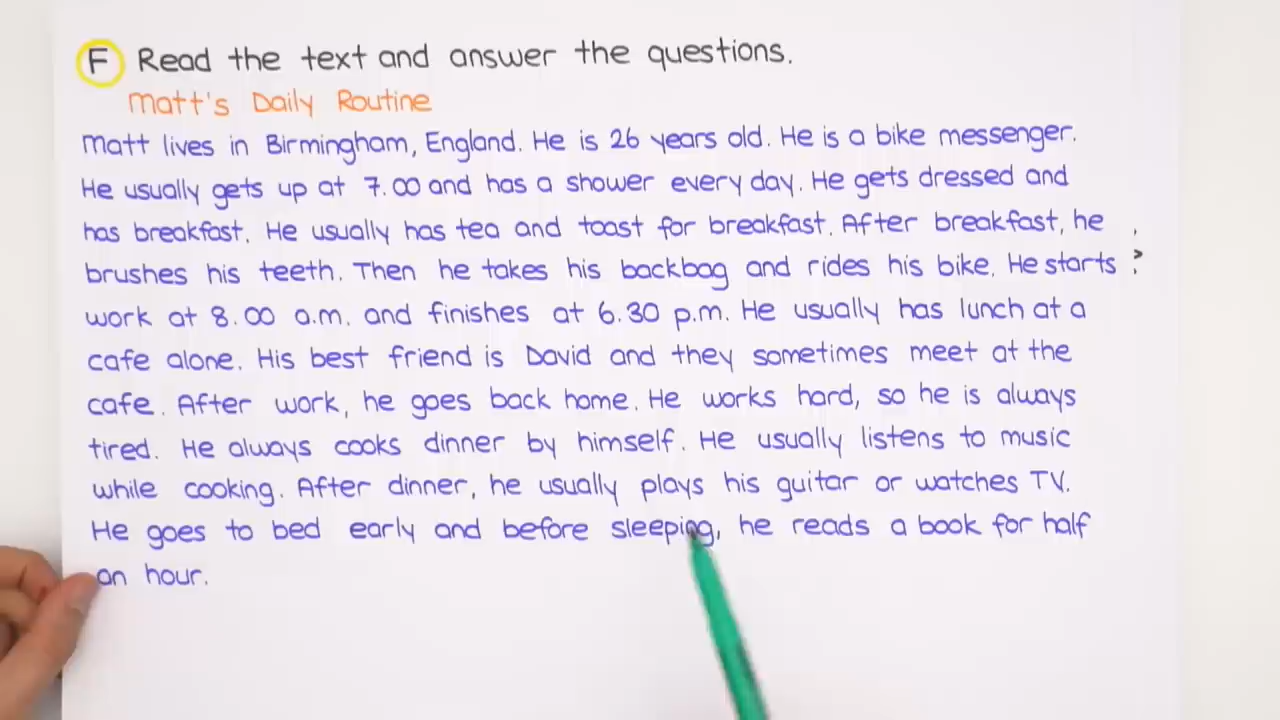 F Read the text and answer the questions.
Matt's Daily Routine
Matt lives in Birmingham, England. He is 26 years old. He is a bike messenger.
He usually gets up at 7.00 and has a shower every day. He gets dressed and
has breakfast. He usually has tea and toast for breakfast. After breakfast, he
brushes his teeth. Then he takes his backbag and rides his bike. He starts
work at 8.00 a.m. and finishes at 6.30 p.m. He usually has lunch at a
cafe alone. His best friend is David and they sometimes meet at the
cafe. After work, he goes back home. He works hard, so he is always
tired. He always cooks dinner by himself. He usually listens to music
while cooking. After dinner, he usually plays his guitar or watches TV.
He goes to bed early and before sleeping, he reads a book for half
an hour.